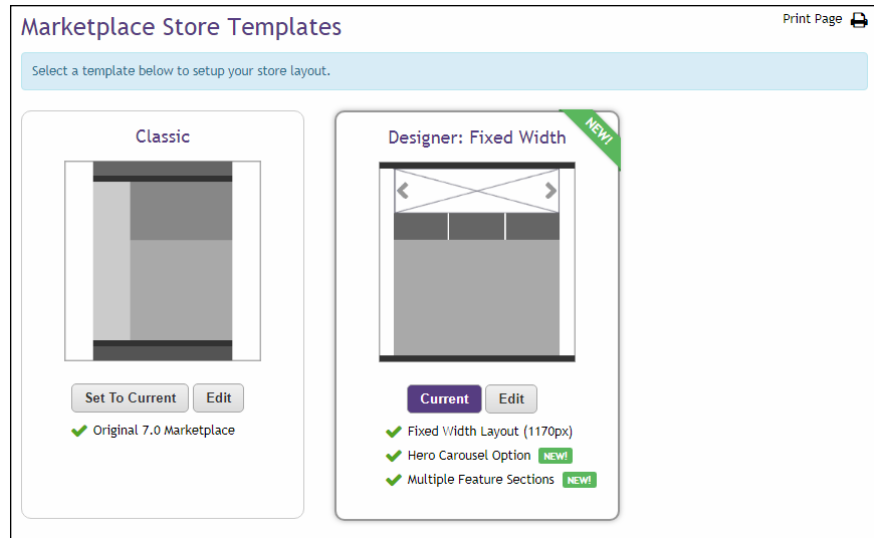 Marketplace Store Templates
Print Page
Select a template below to setup your store layout.
Classic
Set To Current
Edit
Original 7.0 Marketplace
Designer: Fixed Width
NEW!
Current
Edit
Fixed Width Layout (1170px)
Hero Carousel Option NEW!
Multiple Feature Sections NEW!